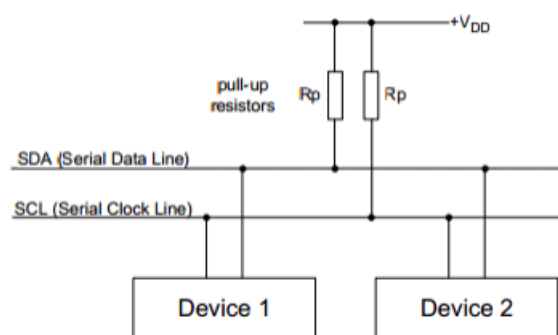 +VDD
pull-up
resistors
Rp
Rp
SDA (Serial Data Line)
SCL (Serial Clock Line)
Device 1
Device 2